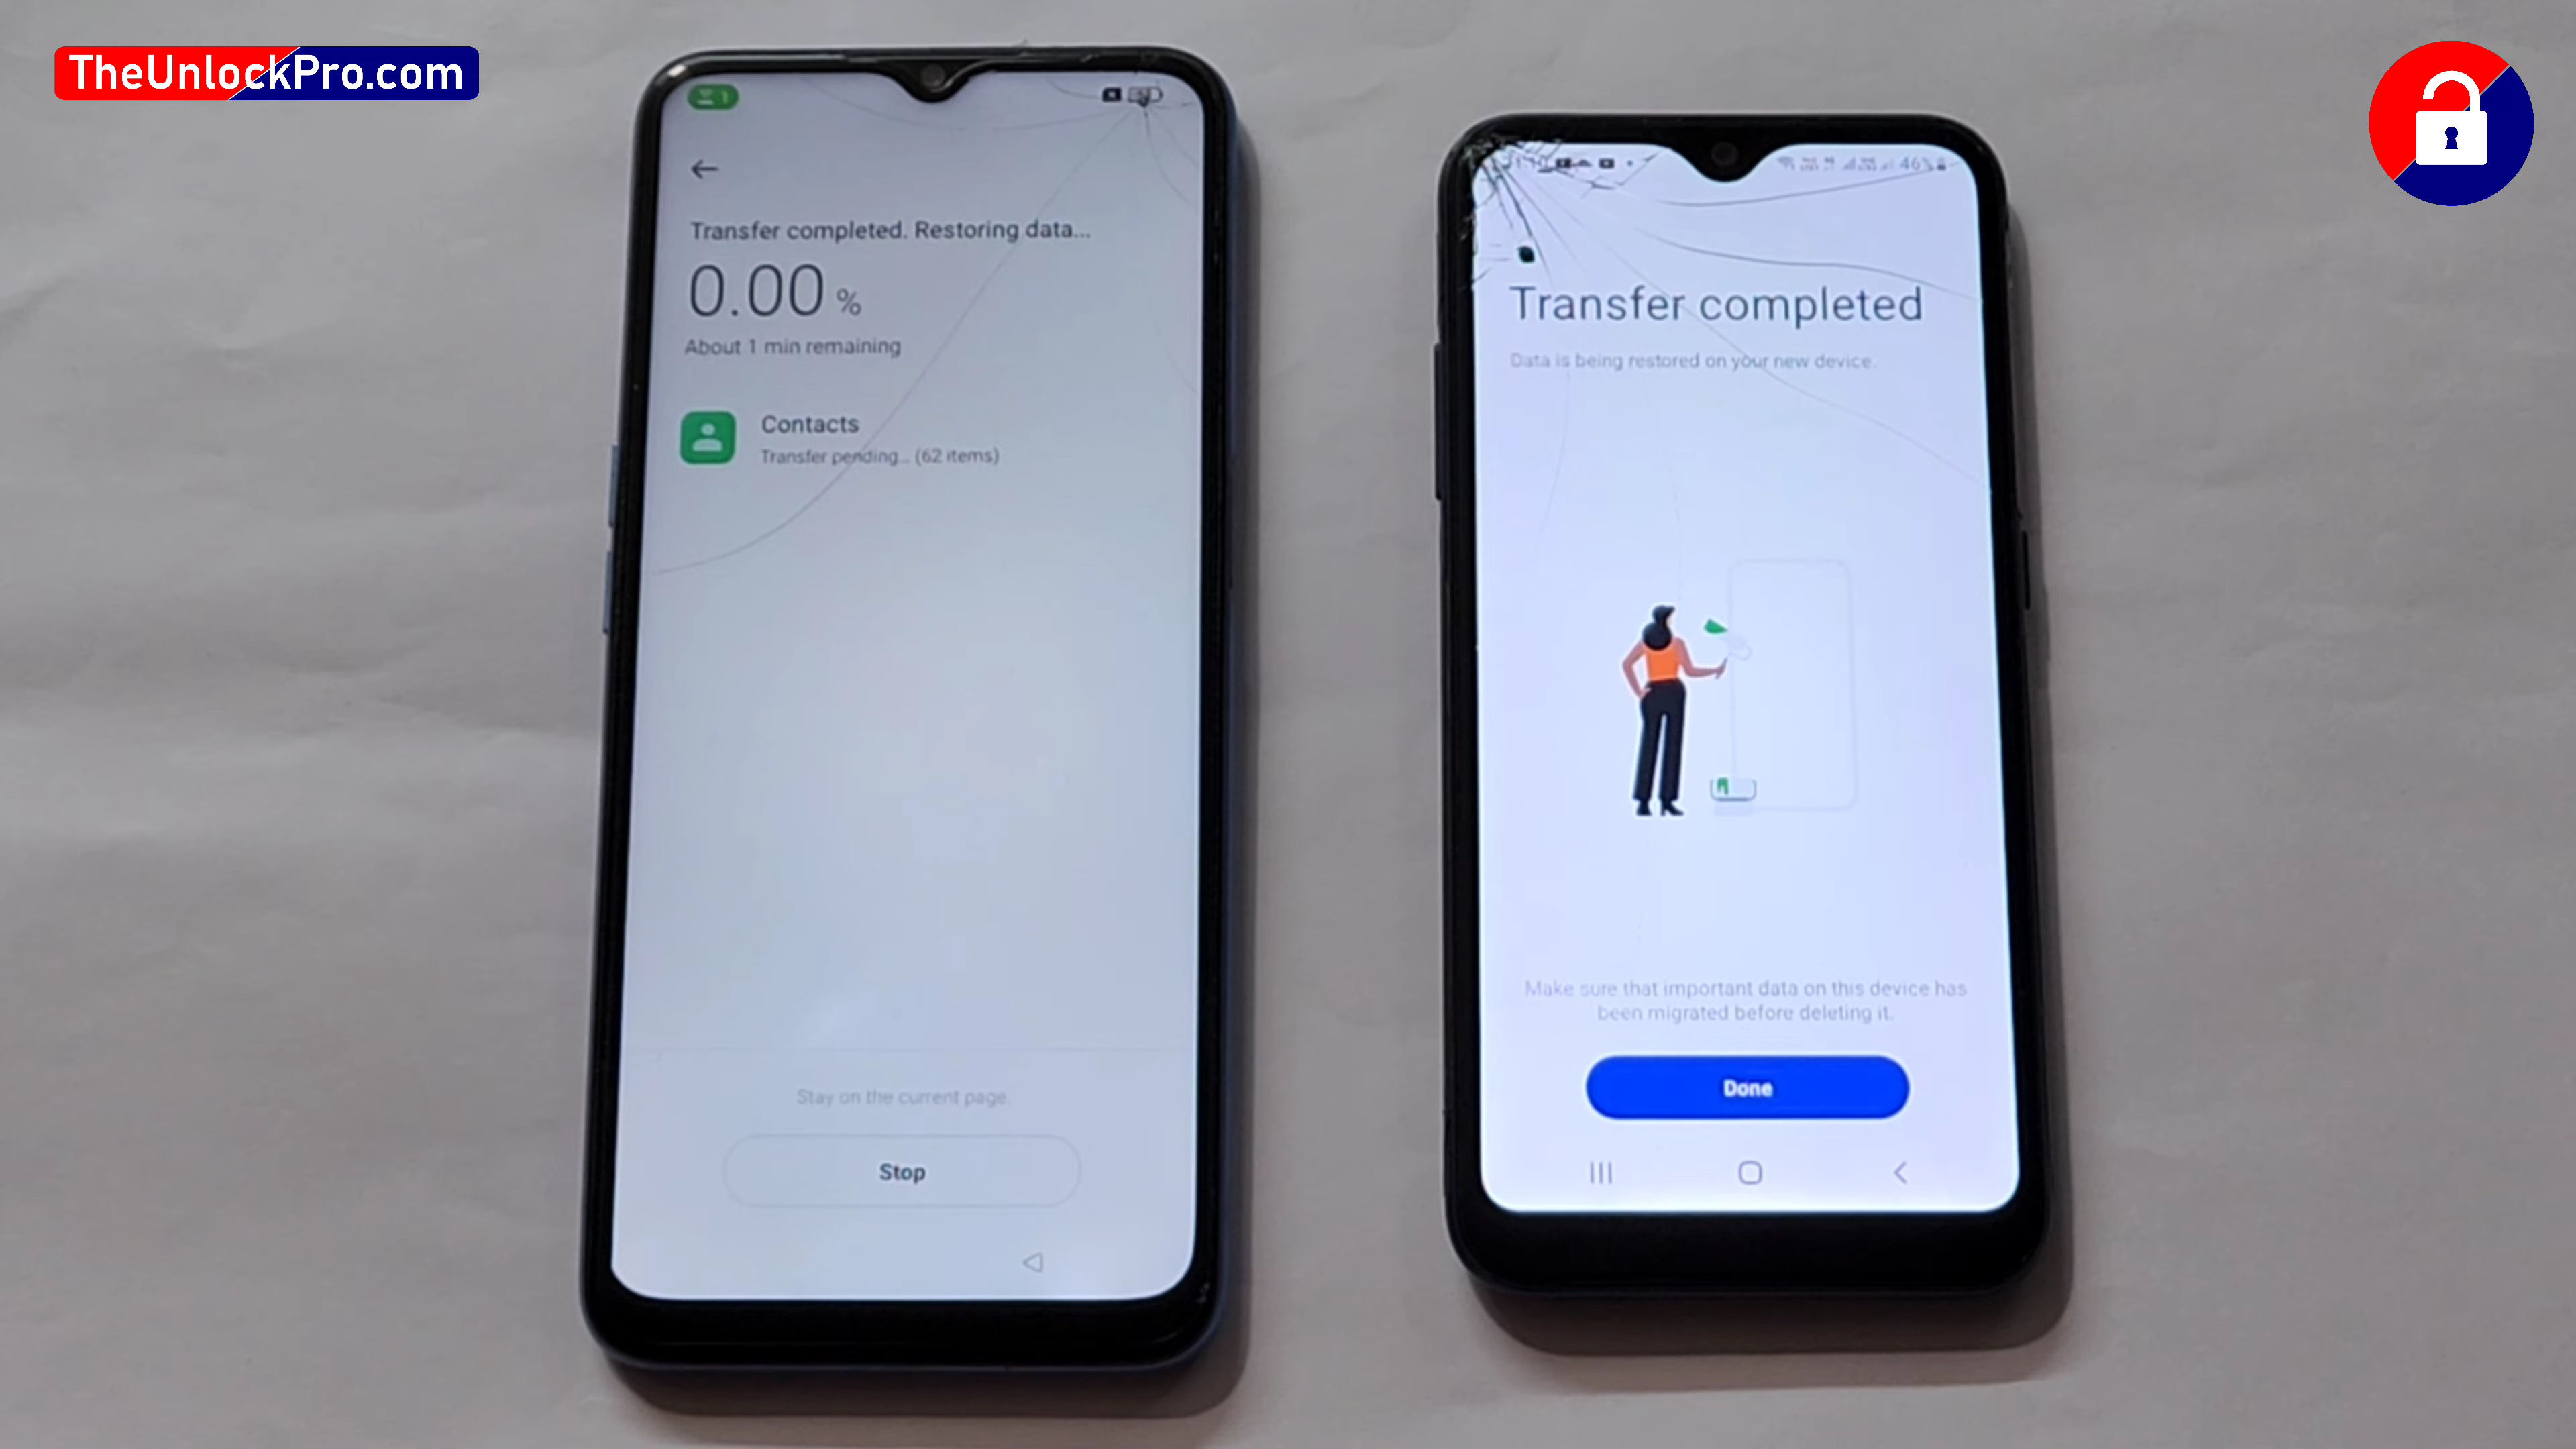 TheUnlockPro.com
Transfer completed. Restoring data...
0.00 %
About 1 min remaining
Contacts
Transfer pending... (62 items)
Stay on the current page.
Stop
46%
Transfer completed
Data is being restored on your new device.
Make sure that important data on this device has
been migrated before deleting it.
Done